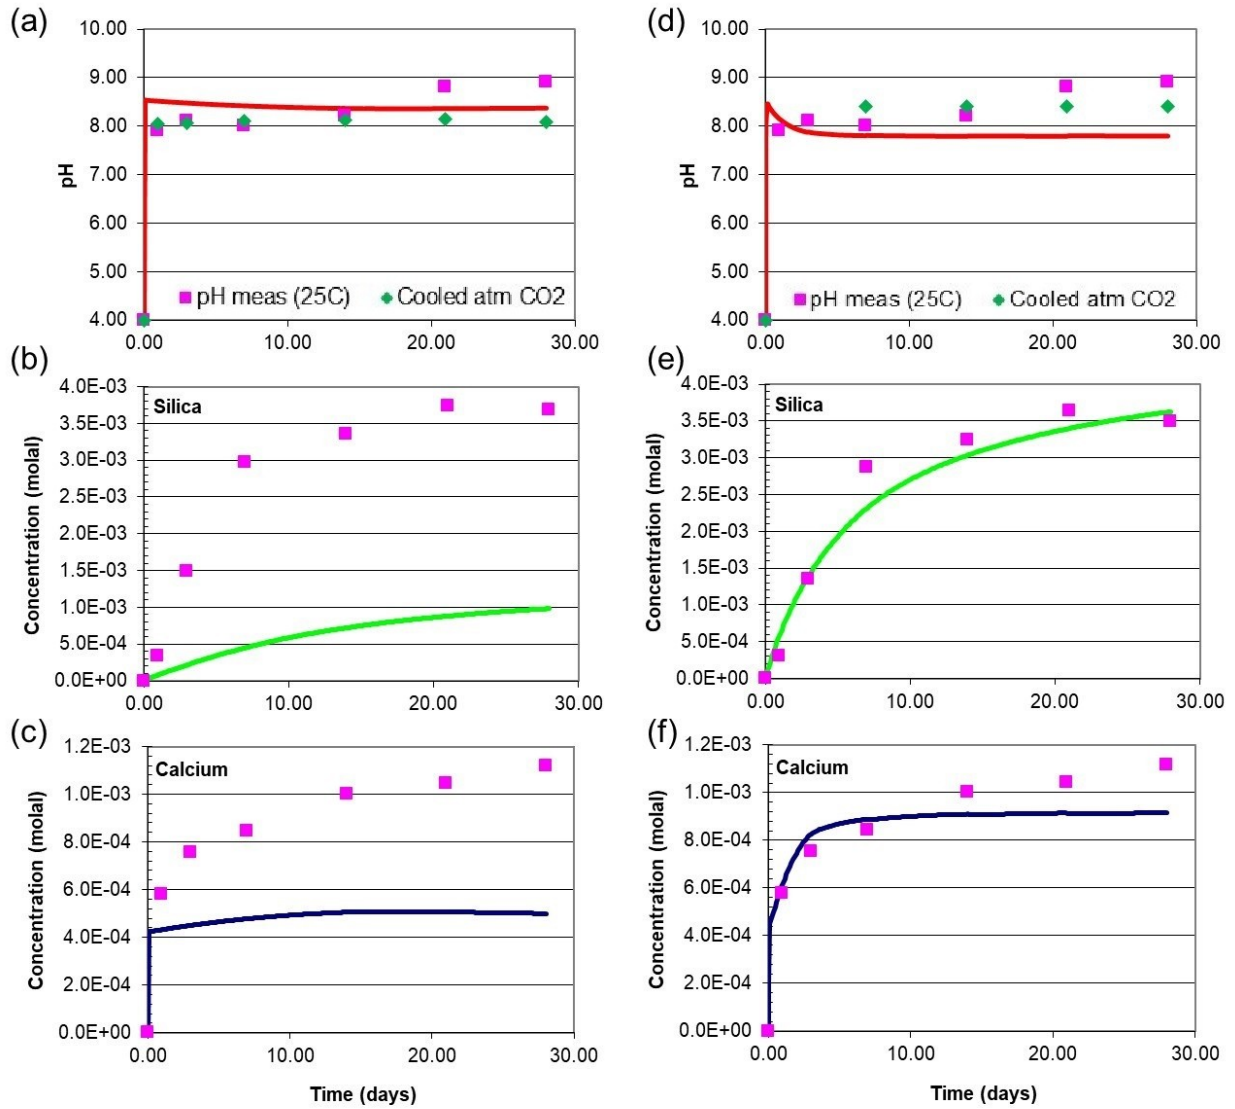 (a)
10.00
9.00
8.00
7.00
6.00
5.00
4.00
pH
pH meas (25C) Cooled atm CO2
0.00 10.00 20.00 30.00
(d)
10.00
9.00
8.00
7.00
6.00
5.00
4.00
pH
pH meas (25C) Cooled atm CO2
0.00 10.00 20.00 30.00
(b)
4.0E-03
3.5E-03
3.0E-03
2.5E-03
2.0E-03
1.5E-03
1.0E-03
5.0E-04
0.0E+00
Concentration (molal)
Silica
0.00 10.00 20.00 30.00
(e)
4.0E-03
3.5E-03
3.0E-03
2.5E-03
2.0E-03
1.5E-03
1.0E-03
5.0E-04
0.0E+00
Concentration (molal)
Silica
0.00 10.00 20.00 30.00
(c)
1.2E-03
1.0E-03
8.0E-04
6.0E-04
4.0E-04
2.0E-04
0.0E+00
Concentration (molal)
Calcium
0.00 10.00 20.00 30.00
Time (days)
(f)
1.2E-03
1.0E-03
8.0E-04
6.0E-04
4.0E-04
2.0E-04
0.0E+00
Concentration (molal)
Calcium
0.00 10.00 20.00 30.00
Time (days)